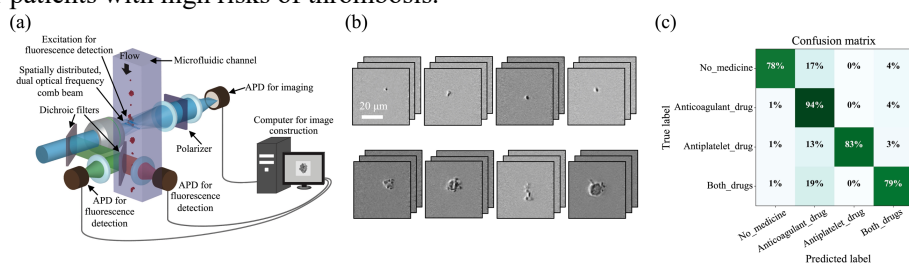 patients with high risks of thrombosis.
(a)
Excitation for
fluorescence detection
Flow
Microfluidic channel
Spatially distributed,
dual optical frequency
comb beam
APD for imaging
Dichroic filters
Computer for image
construction
Polarizer
APD for
fluorescence
detection
APD for
fluorescence
detection
(b)
20 μm
(c)
Confusion matrix
True label
No_medicine 78% 17% 0% 4%
Anticoagulant_drug 1% 94% 0% 4%
Antiplatelet_drug 1% 13% 83% 3%
Both_drugs 1% 19% 0% 79%
No_medicine
Anticoagulant_drug
Antiplatelet_drug
Both_drugs
Predicted label